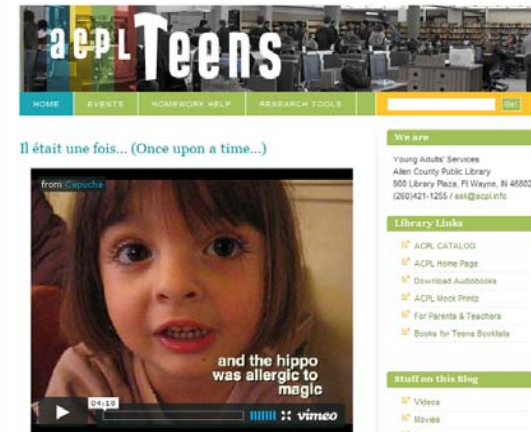 acpl Teens
HOME EVENTS HOMEWORK HELP RESEARCH TOOLS
Go!
Il était une fois... (Once upon a time...)
from Capucha
and the hippo
was allergic to
magic
04:18
vimeo
We are
Young Adults' Services
Allen County Public Library
900 Library Plaza, Ft Wayne, IN 46802
(260)421-1255 / ask@acpl.info
Library Links
ACPL CATALOG
ACPL Home Page
Download Audiobooks
ACPL Mock Printz
For Parents & Teachers
Books for Teens Booklists
Stuff on this Blog
Videos
Movies